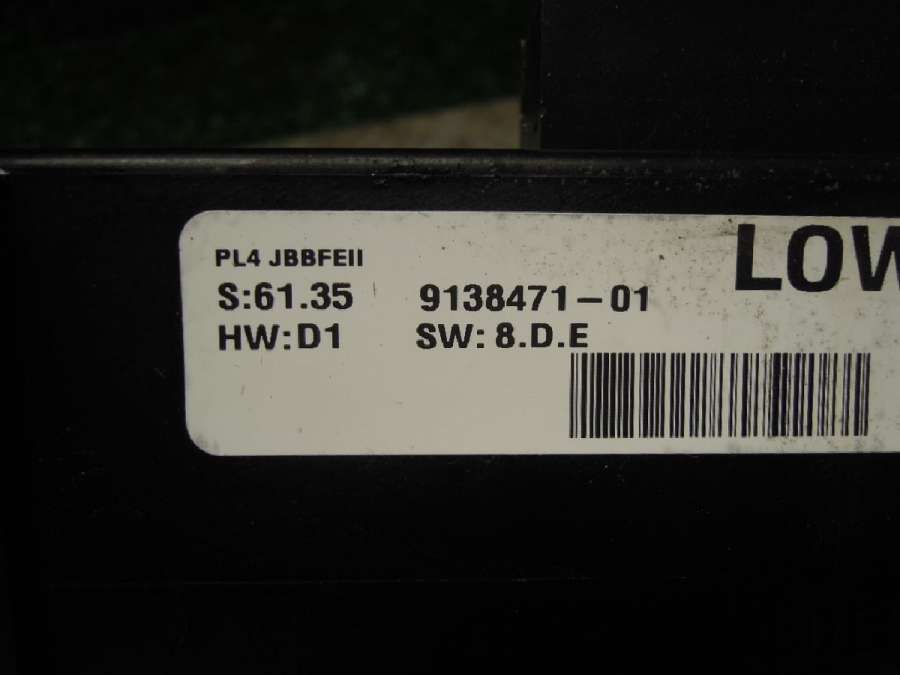 PL4 JBBFEII
LOW
S:61.35 9138471-01
HW:D1 SW: 8.D.E